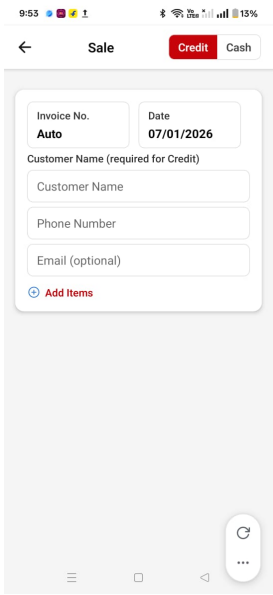 9:53 13%
Sale Credit Cash
Invoice No. Date
Auto 07/01/2026
Customer Name (required for Credit)
Customer Name
Phone Number
Email (optional)
Add Items